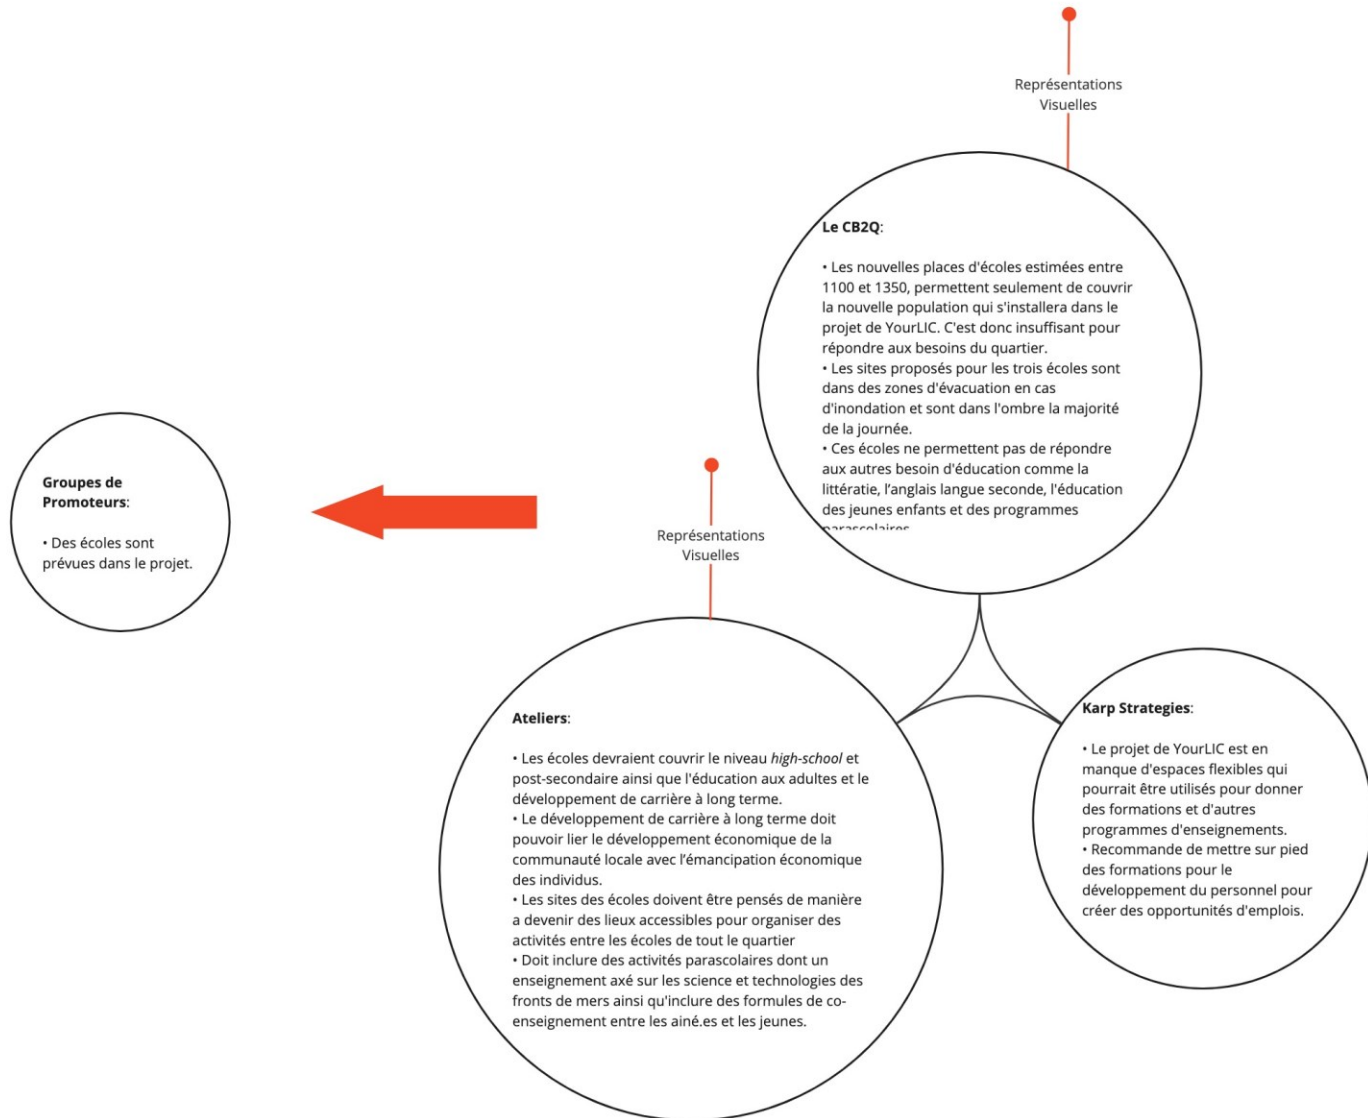 Représentations
Visuelles
Le CB2Q:
• Les nouvelles places d'écoles estimées entre
1100 et 1350, permettent seulement de couvrir
la nouvelle population qui s'installera dans le
projet de YourLIC. C'est donc insuffisant pour
répondre aux besoins du quartier.
• Les sites proposés pour les trois écoles sont
dans des zones d'évacuation en cas
d'inondation et sont dans l'ombre la majorité
de la journée.
• Ces écoles ne permettent pas de répondre
aux autres besoin d'éducation comme la
littératie, l’anglais langue seconde, l'éducation
des jeunes enfants et des programmes
parascolaires
Groupes de
Promoteurs:
• Des écoles sont
prévues dans le projet.
Représentations
Visuelles
Ateliers:
• Les écoles devraient couvrir le niveau high-school et
post-secondaire ainsi que l'éducation aux adultes et le
développement de carrière à long terme.
• Le développement de carrière à long terme doit
pouvoir lier le développement économique de la
communauté locale avec l’émancipation économique
des individus.
• Les sites des écoles doivent être pensés de manière
a devenir des lieux accessibles pour organiser des
activités entre les écoles de tout le quartier
• Doit inclure des activités parascolaires dont un
enseignement axé sur les science et technologies des
fronts de mers ainsi qu'inclure des formules de co-
enseignement entre les ainé.es et les jeunes.
Karp Strategies:
• Le projet de YourLIC est en
manque d'espaces flexibles qui
pourrait être utilisés pour donner
des formations et d'autres
programmes d'enseignements.
• Recommande de mettre sur pied
des formations pour le
développement du personnel pour
créer des opportunités d'emplois.